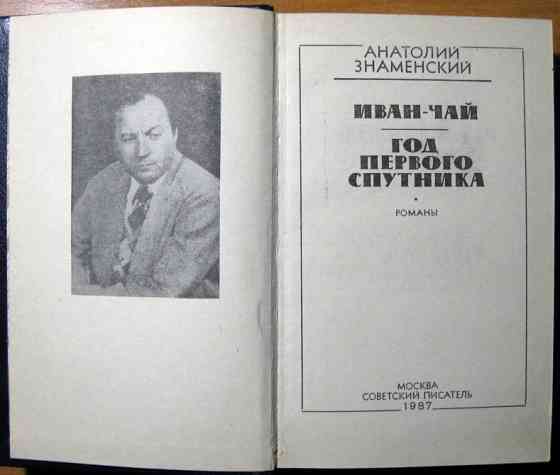 АНАТОЛИЙ
ЗНАМЕНСКИЙ
ИВАН-ЧАЙ
ГОД
ПЕРВОГО
СПУТНИКА
РОМАНЫ
МОСКВА
СОВЕТСКИЙ ПИСАТЕЛЬ
1987